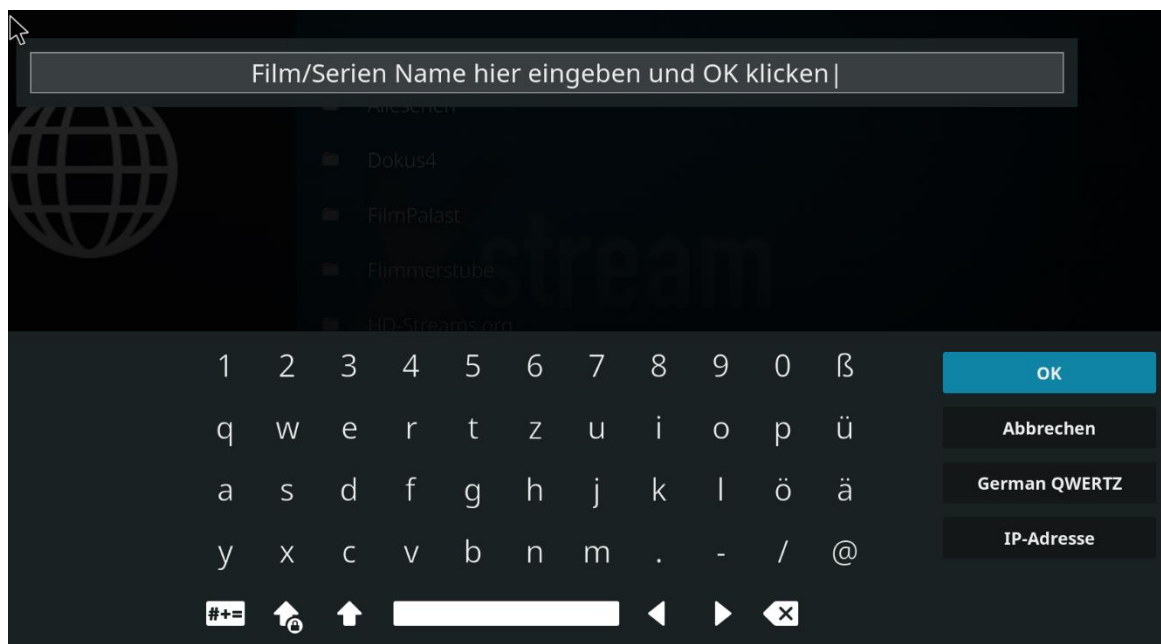 Film/Serien Name hier eingeben und OK klicken
Alleserien
Dokus4
FilmPalast
Flimmerstube
stream
HD-Streams.org
1 2 3 4 5 6 7 8 9 0 ß
OK
q w e r t z u i o p ü
Abbrechen
a s d f g h j k l ö ä
German QWERTZ
y x c v b n m . - / @
IP-Adresse
#+=